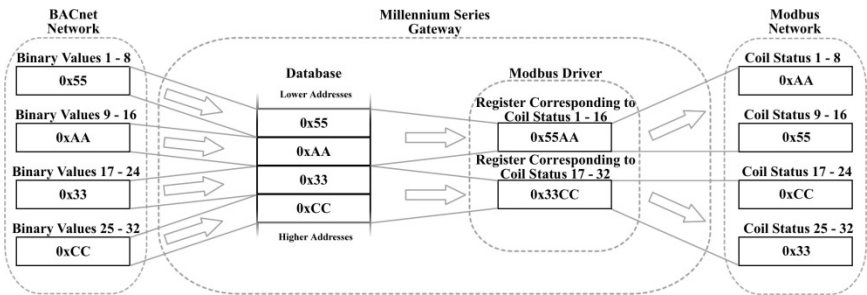 BACnet
Network
Binary Values 1 - 8
0x55
Binary Values 9 - 16
0xAA
Binary Values 17 - 24
0x33
Binary Values 25 - 32
0xCC
Millennium Series
Gateway
Database
Lower Addresses
0x55
0xAA
0x33
0xCC
Higher Addresses
Modbus Driver
Register Corresponding to
Coil Status 1 - 16
0x55AA
Register Corresponding to
Coil Status 17 - 32
0x33CC
Modbus
Network
Coil Status 1 - 8
0xAA
Coil Status 9 - 16
0x55
Coil Status 17 - 24
0xCC
Coil Status 25 - 32
0x33